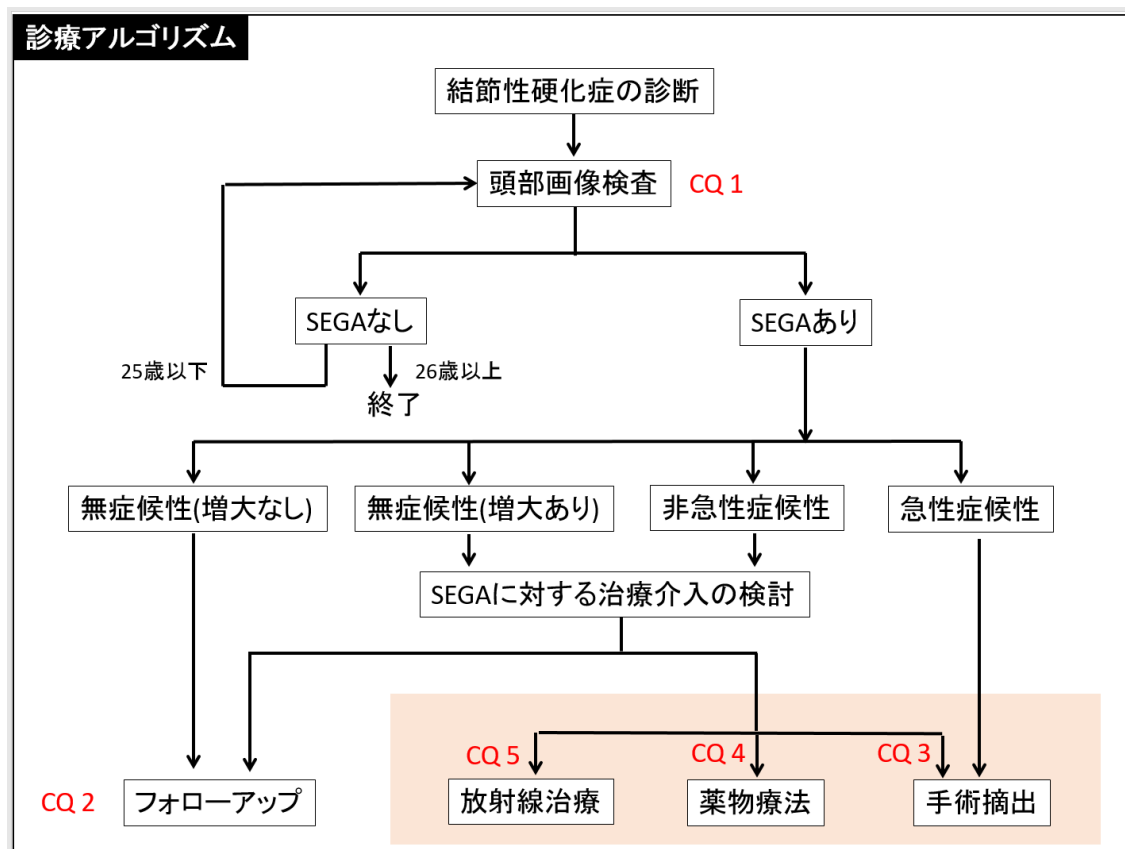 診療アルゴリズム
結節性硬化症の診断
頭部画像検査
CQ 1
SEGAなし
SEGAあり
25歳以下
26歳以上
終了
無症候性(増大なし)
無症候性(増大あり)
非急性症候性
急性症候性
SEGAに対する治療介入の検討
CQ 5
CQ 4
CQ 3
CQ 2
フォローアップ
放射線治療
薬物療法
手術摘出